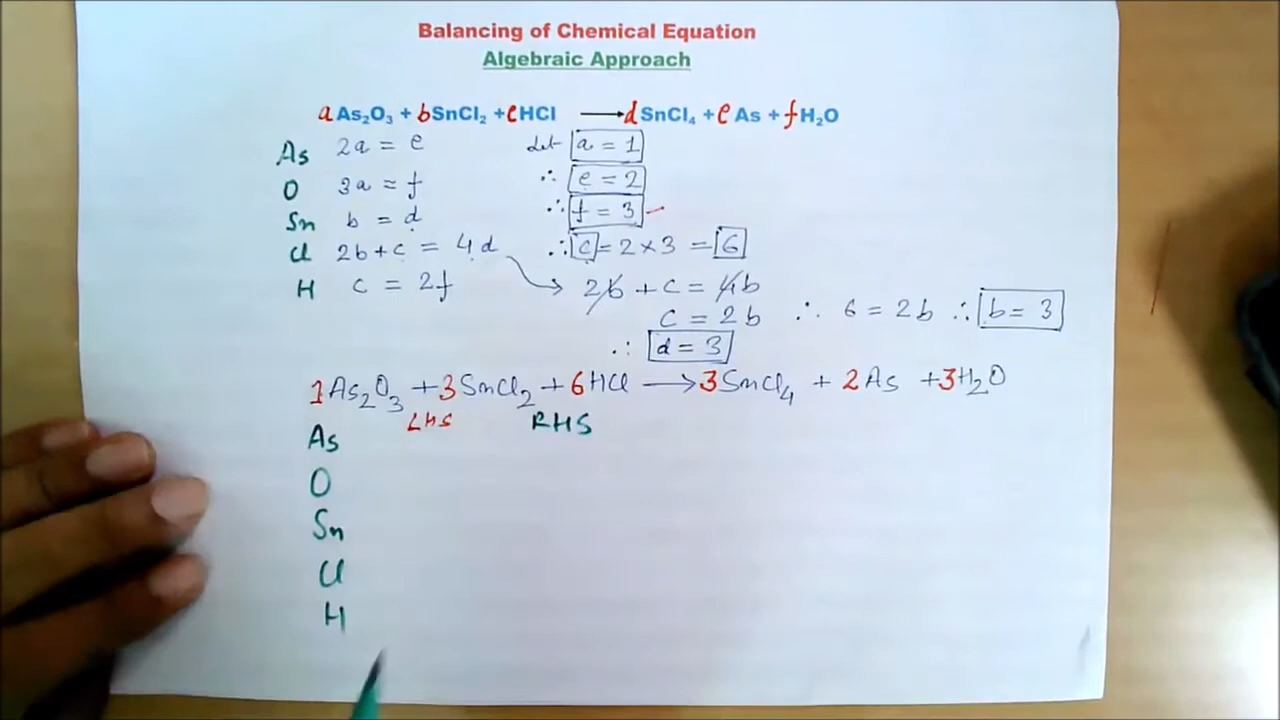 Balancing of Chemical Equation
Algebraic Approach
aAs₂O₃ + bSnCl₂ + cHCl ⟶ dSnCl₄ + eAs + fH₂O
As 2a = e let a = 1
O 3a = f ∴ e = 2
Sn b = d ∴ f = 3
Cl 2b + c = 4d ∴ c = 2 × 3 = 6
H c = 2f 2b + c = 4b
c = 2b ∴ 6 = 2b ∴ b = 3
∴ d = 3
1As₂O₃ + 3SnCl₂ + 6HCl ⟶ 3SnCl₄ + 2As + 3H₂O
LHS RHS
As
O
Sn
Cl
H